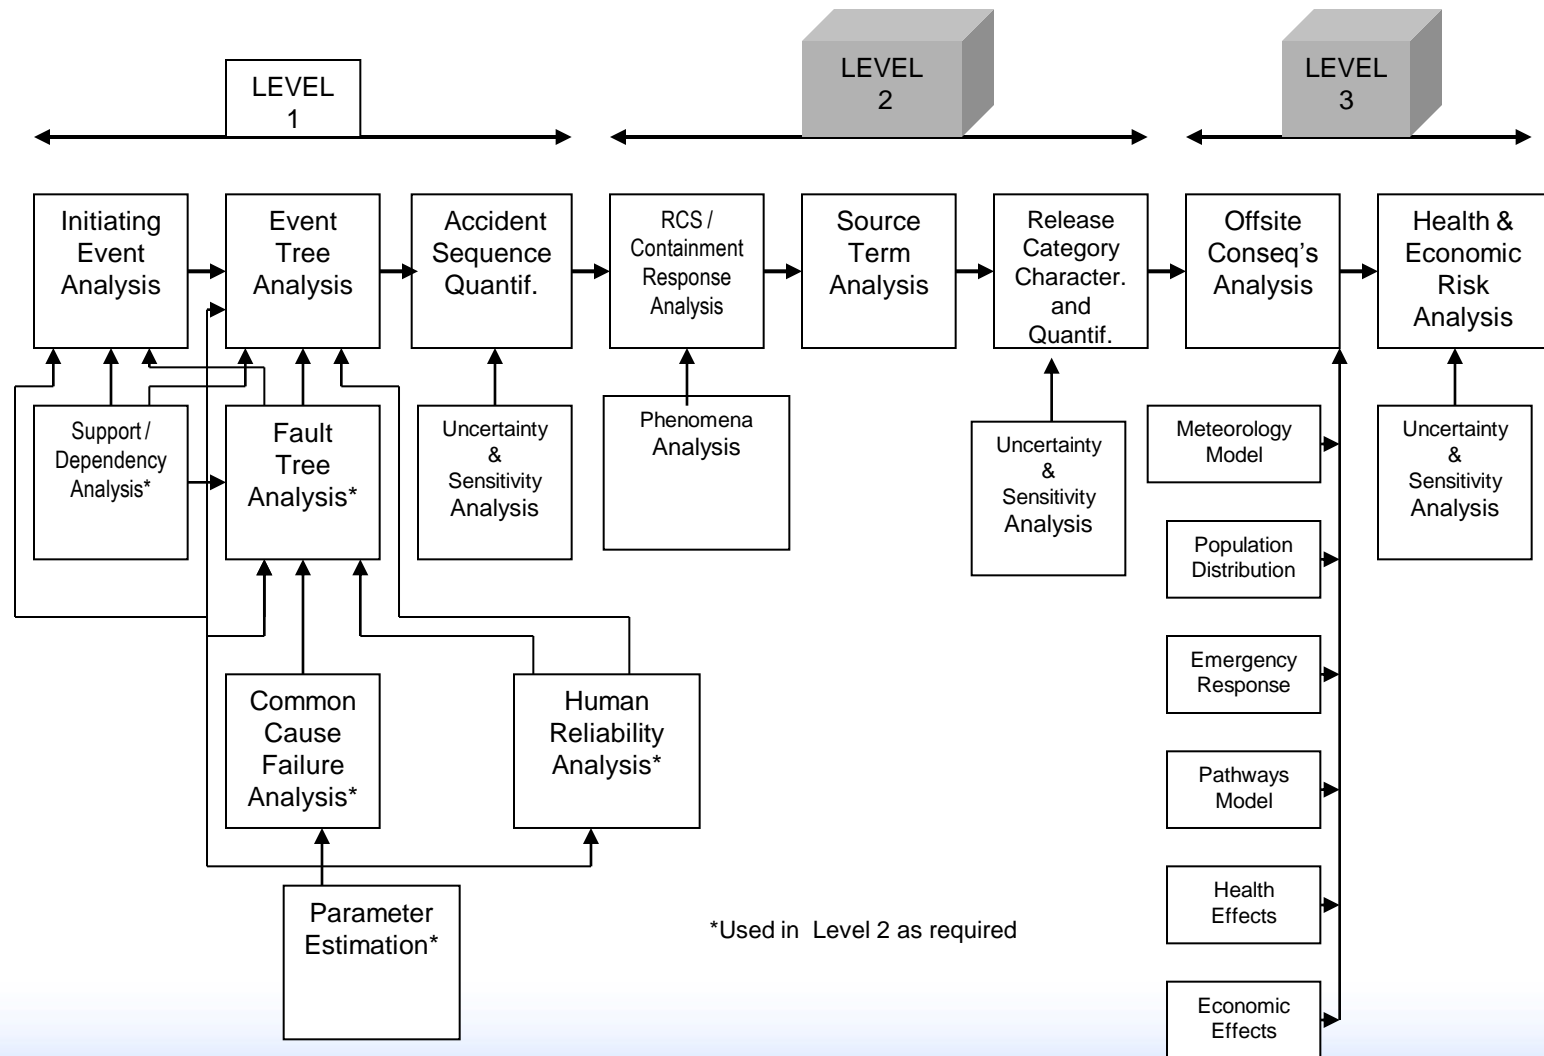 LEVEL
1
LEVEL
2
LEVEL
3
Initiating
Event
Analysis
Event
Tree
Analysis
Accident
Sequence
Quantif.
RCS /
Containment
Response
Analysis
Source
Term
Analysis
Release
Category
Character.
and
Quantif.
Offsite
Conseq's
Analysis
Health &
Economic
Risk
Analysis
Support /
Dependency
Analysis*
Fault
Tree
Analysis*
Uncertainty
&
Sensitivity
Analysis
Phenomena
Analysis
Uncertainty
&
Sensitivity
Analysis
Meteorology
Model
Uncertainty
&
Sensitivity
Analysis
Population
Distribution
Emergency
Response
Pathways
Model
Health
Effects
Economic
Effects
Common
Cause
Failure
Analysis*
Human
Reliability
Analysis*
Parameter
Estimation*
*Used in Level 2 as required